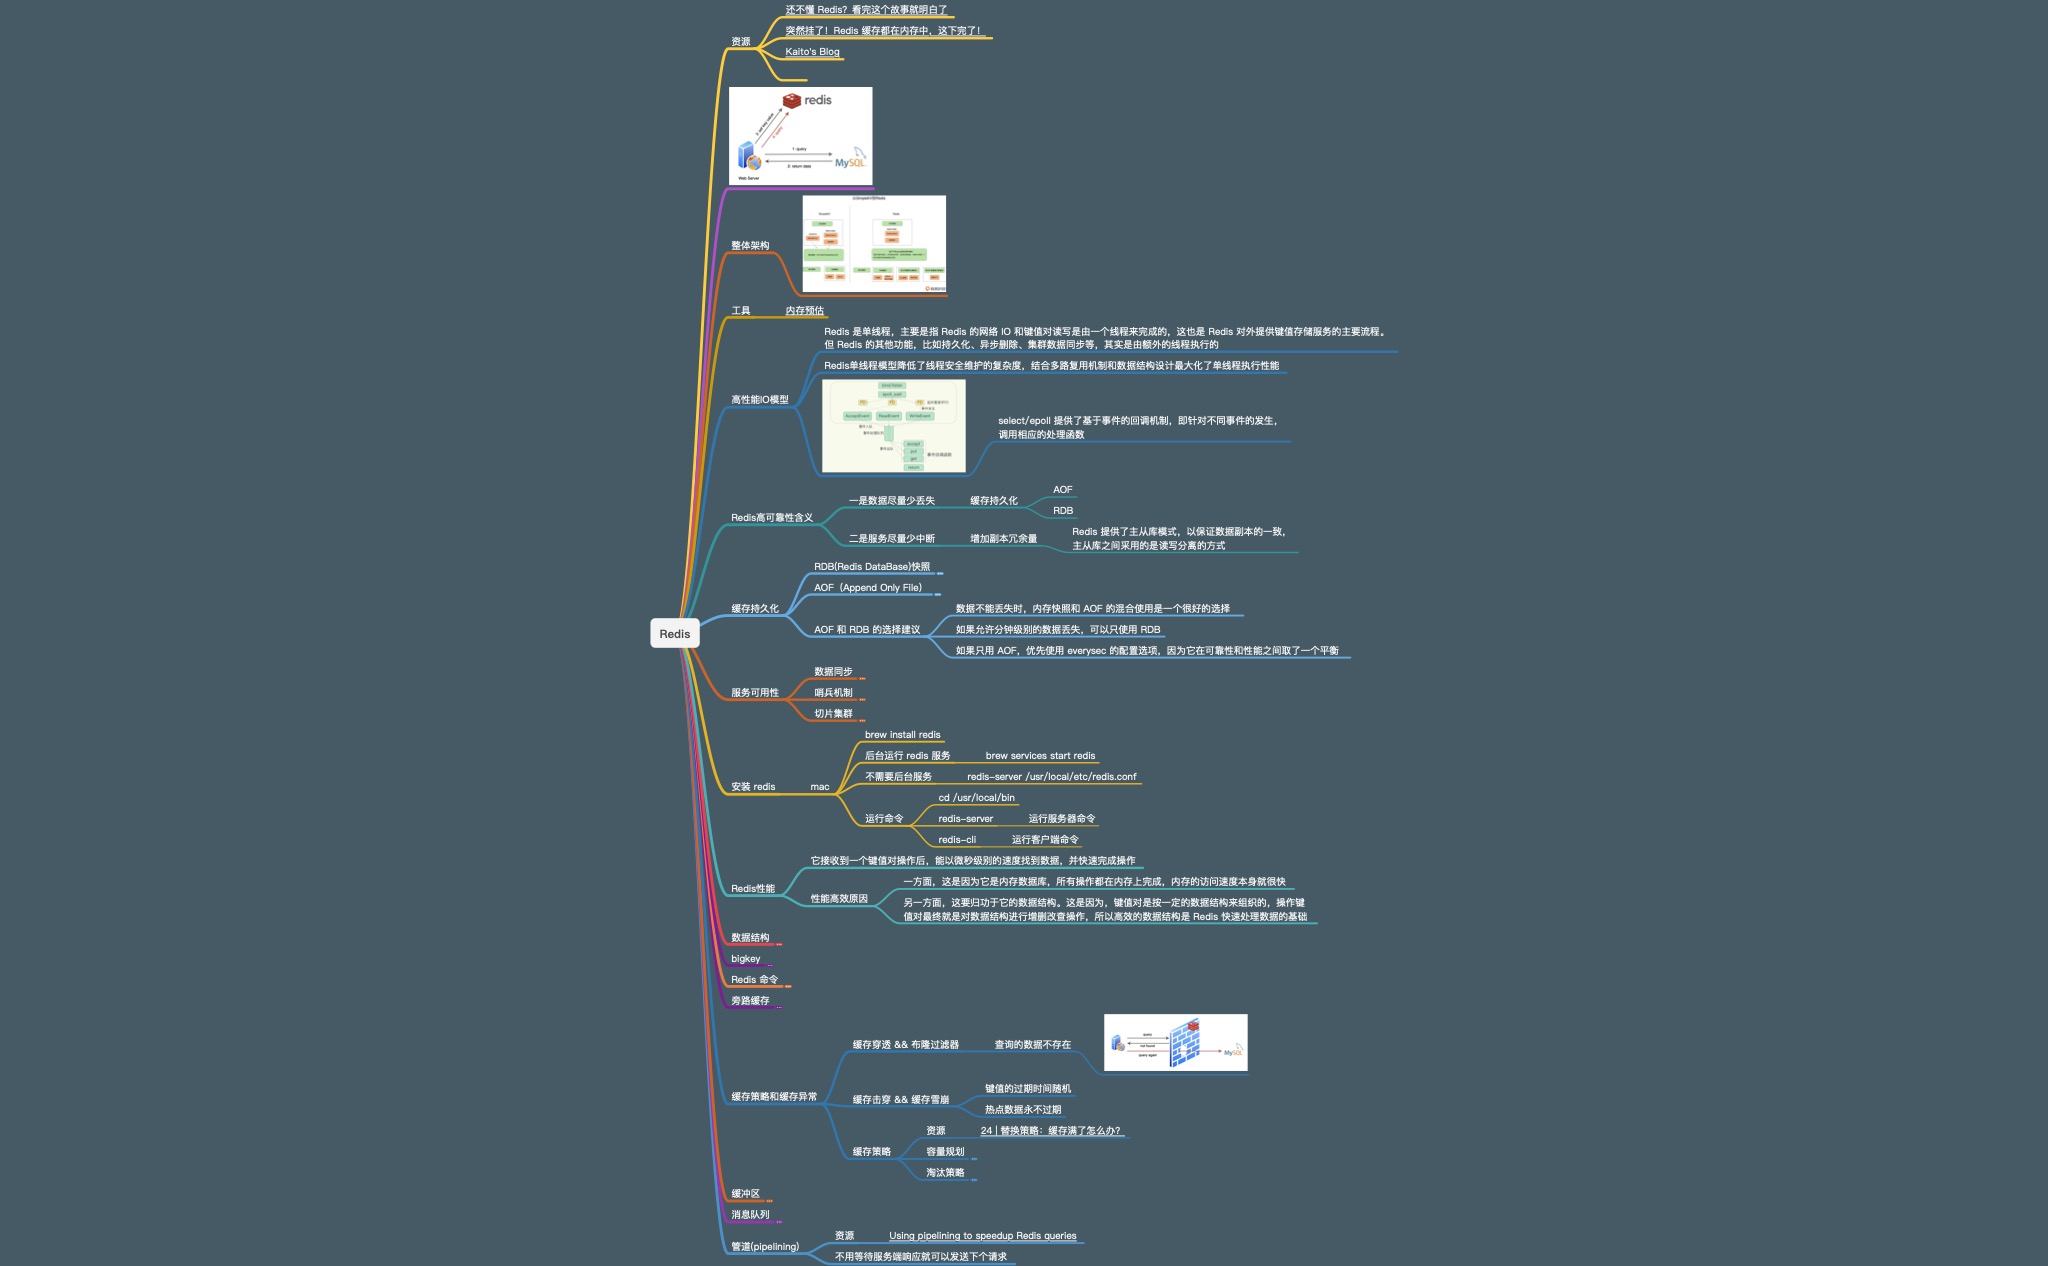 还不懂 Redis？看完这个故事就明白了
突然挂了！Redis 缓存都在内存中，这下完了！
资源
Kaito's Blog
redis
3: set key value
4: query
1: query
2: return data
MySQL
Web Server
整体架构
工具
内存预估
Redis 是单线程，主要是指 Redis 的网络 IO 和键值对读写是由一个线程来完成的，这也是 Redis 对外提供键值存储服务的主要流程。
但 Redis 的其他功能，比如持久化、异步删除、集群数据同步等，其实是由额外的线程执行的
Redis单线程模型降低了线程安全维护的复杂度，结合多路复用机制和数据结构设计最大化了单线程执行性能
高性能IO模型
epoll_wait
FD
FD
FD
AcceptEvent
ReadEvent
WriteEvent
accept
put
get
return
select/epoll 提供了基于事件的回调机制，即针对不同事件的发生，
调用相应的处理函数
Redis高可靠性含义
一是数据尽量少丢失
缓存持久化
AOF
RDB
二是服务尽量少中断
增加副本冗余量
Redis 提供了主从库模式，以保证数据副本的一致，
主从库之间采用的是读写分离的方式
RDB(Redis DataBase)快照
AOF（Append Only File）
缓存持久化
AOF 和 RDB 的选择建议
数据不能丢失时，内存快照和 AOF 的混合使用是一个很好的选择
如果允许分钟级别的数据丢失，可以只使用 RDB
如果只用 AOF，优先使用 everysec 的配置选项，因为它在可靠性和性能之间取了一个平衡
Redis
服务可用性
数据同步
哨兵机制
切片集群
安装 redis
mac
brew install redis
后台运行 redis 服务
brew services start redis
不需要后台服务
redis-server /usr/local/etc/redis.conf
运行命令
cd /usr/local/bin
redis-server
运行服务器命令
redis-cli
运行客户端命令
Redis性能
它接收到一个键值对操作后，能以微秒级别的速度找到数据，并快速完成操作
性能高效原因
一方面，这是因为它是内存数据库，所有操作都在内存上完成，内存的访问速度本身就很快
另一方面，这要归功于它的数据结构。这是因为，键值对是按一定的数据结构来组织的，操作键
值对最终就是对数据结构进行增删改查操作，所以高效的数据结构是 Redis 快速处理数据的基础
数据结构
bigkey
Redis 命令
旁路缓存
缓存策略和缓存异常
缓存穿透 && 布隆过滤器
查询的数据不存在
query
not found
query again
MySQL
缓存击穿 && 缓存雪崩
键值的过期时间随机
热点数据永不过期
缓存策略
资源
24 | 替换策略：缓存满了怎么办？
容量规划
淘汰策略
缓冲区
消息队列
管道(pipelining)
资源
Using pipelining to speedup Redis queries
不用等待服务端响应就可以发送下个请求